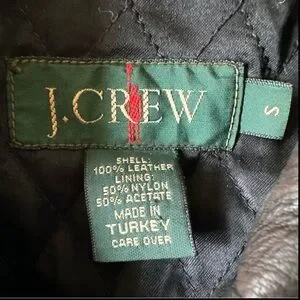 J.CREW
S
SHELL:
100% LEATHER
LINING:
50% NYLON
50% ACETATE
MADE IN
TURKEY
CARE OVER